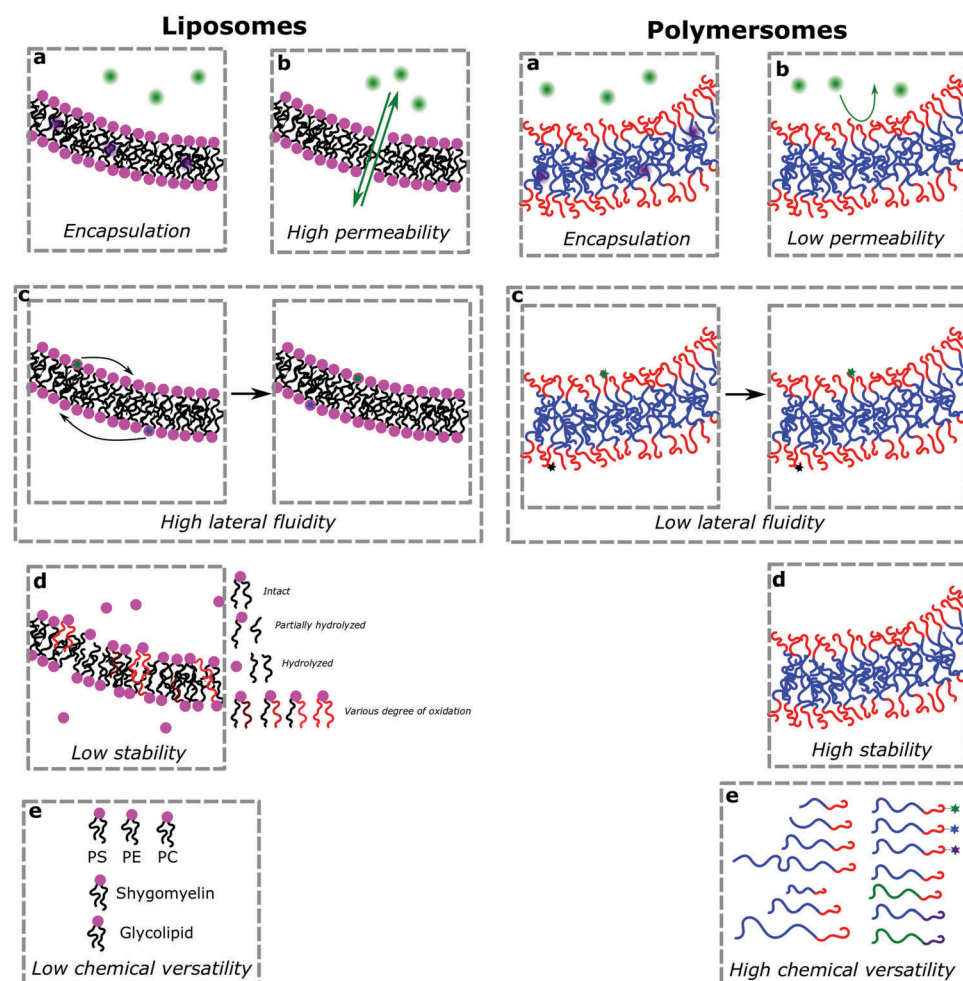 Liposomes
a
Encapsulation
b
High permeability
c
High lateral fluidity
d
Low stability
Intact
Partially hydrolyzed
Hydrolyzed
Various degree of oxidation
e
PS PE PC
Shygomyelin
Glycolipid
Low chemical versatility
Polymersomes
a
Encapsulation
b
Low permeability
c
Low lateral fluidity
d
High stability
e
High chemical versatility